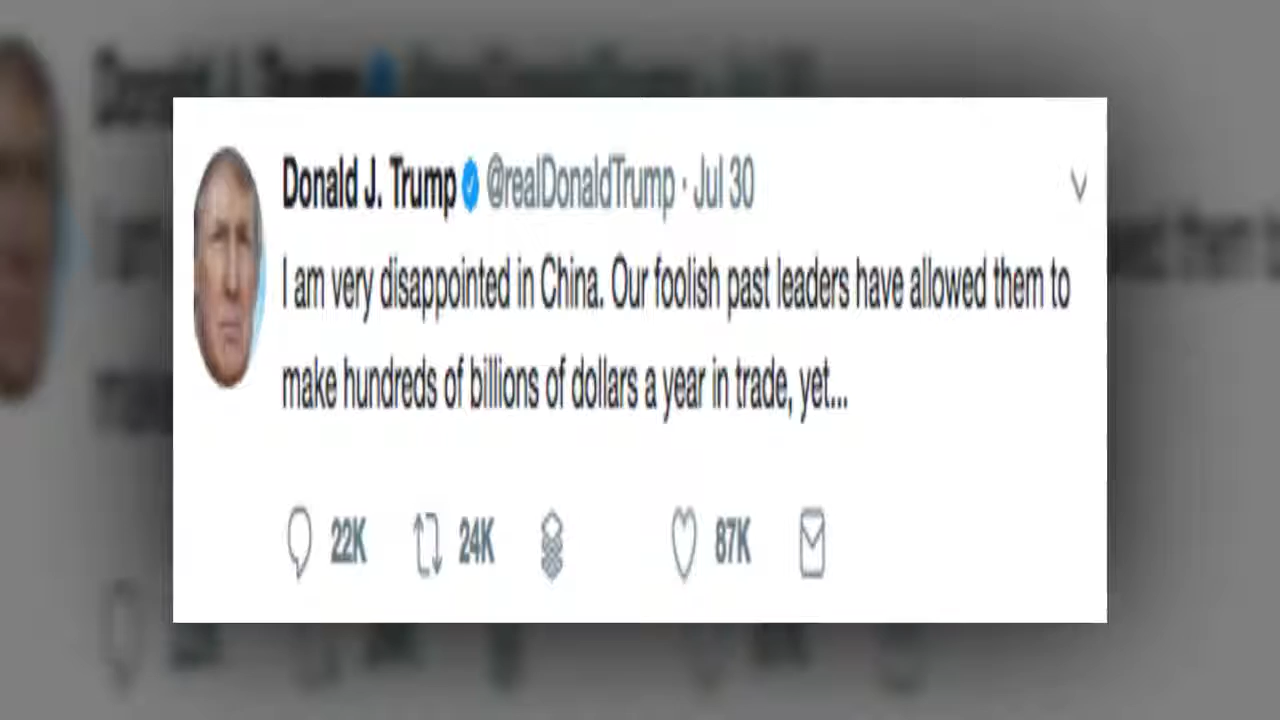 Donald J. Trump @realDonaldTrump · Jul 30
I am very disappointed in China. Our foolish past leaders have allowed them to
make hundreds of billions of dollars a year in trade, yet...
22K 24K 87K